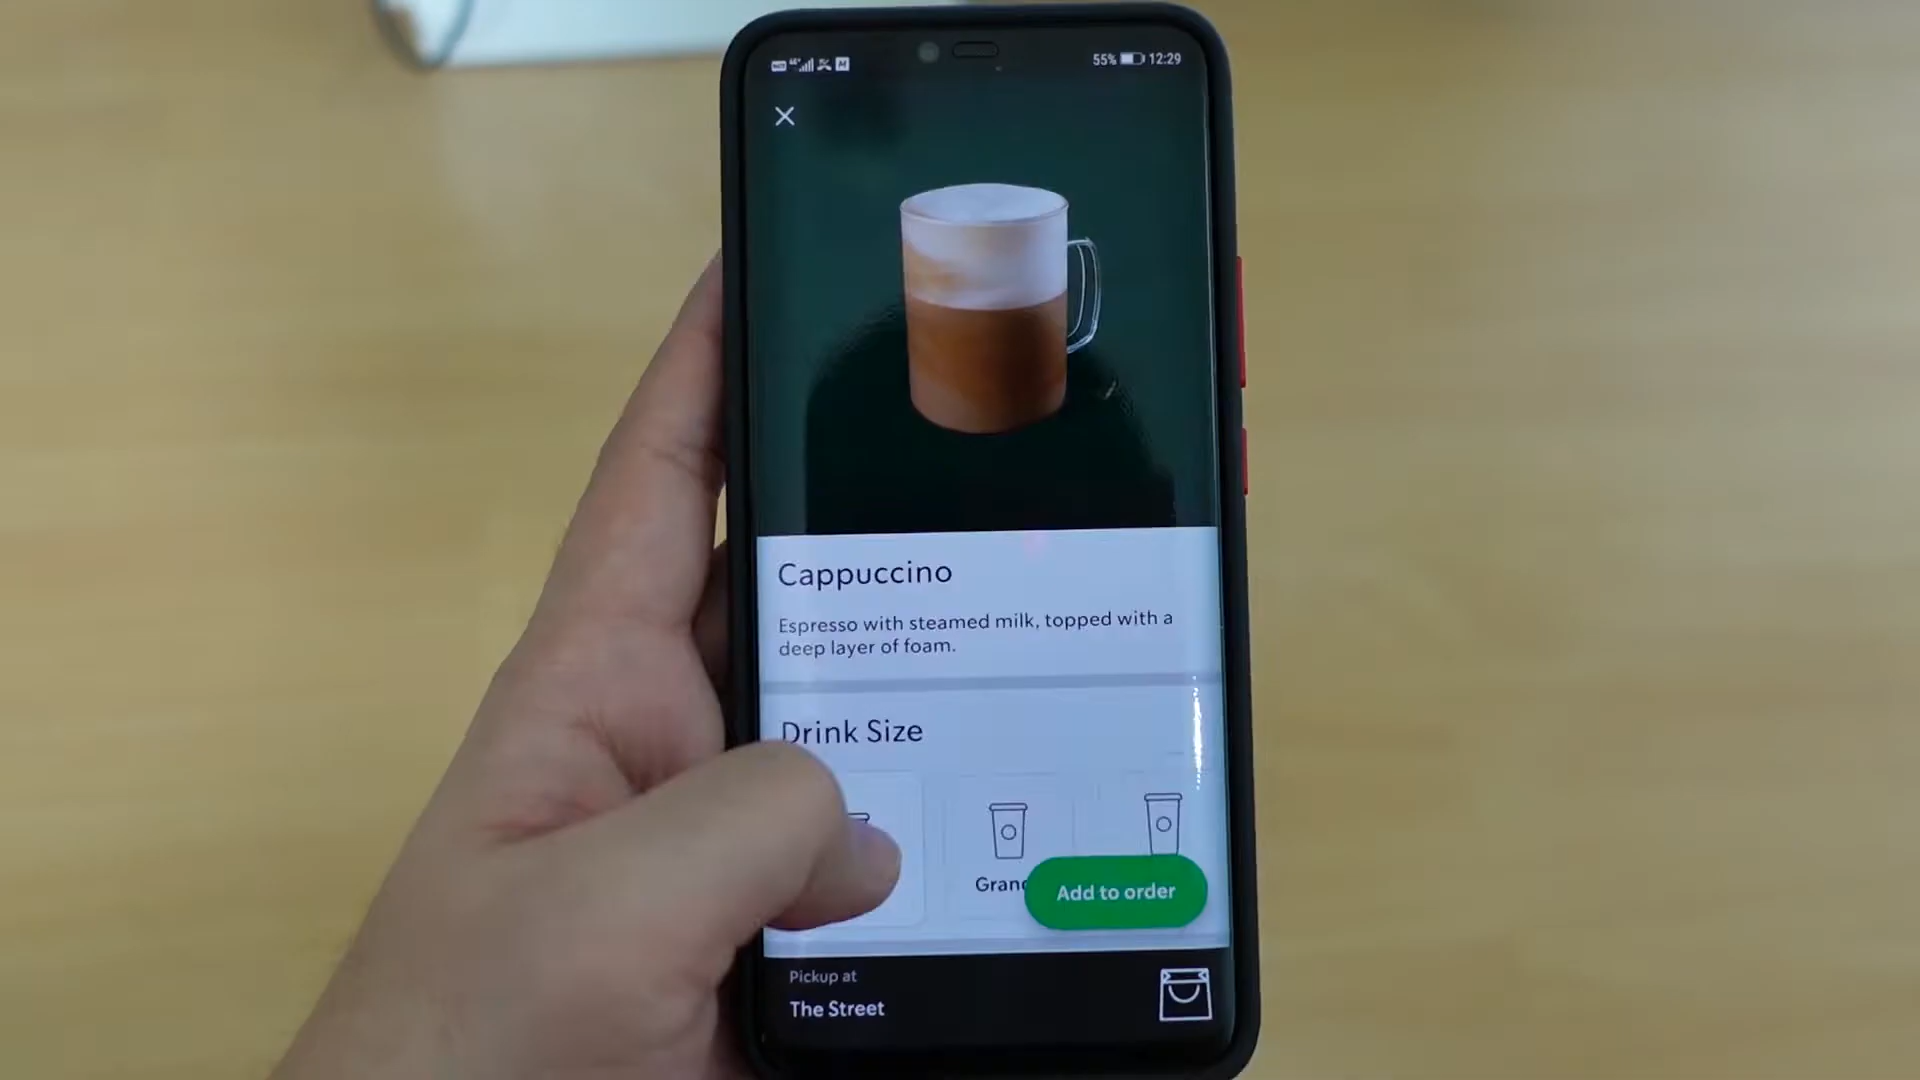 55% 12:29
Cappuccino
Espresso with steamed milk, topped with a
deep layer of foam.
Drink Size
Gran
Add to order
Pickup at
The Street